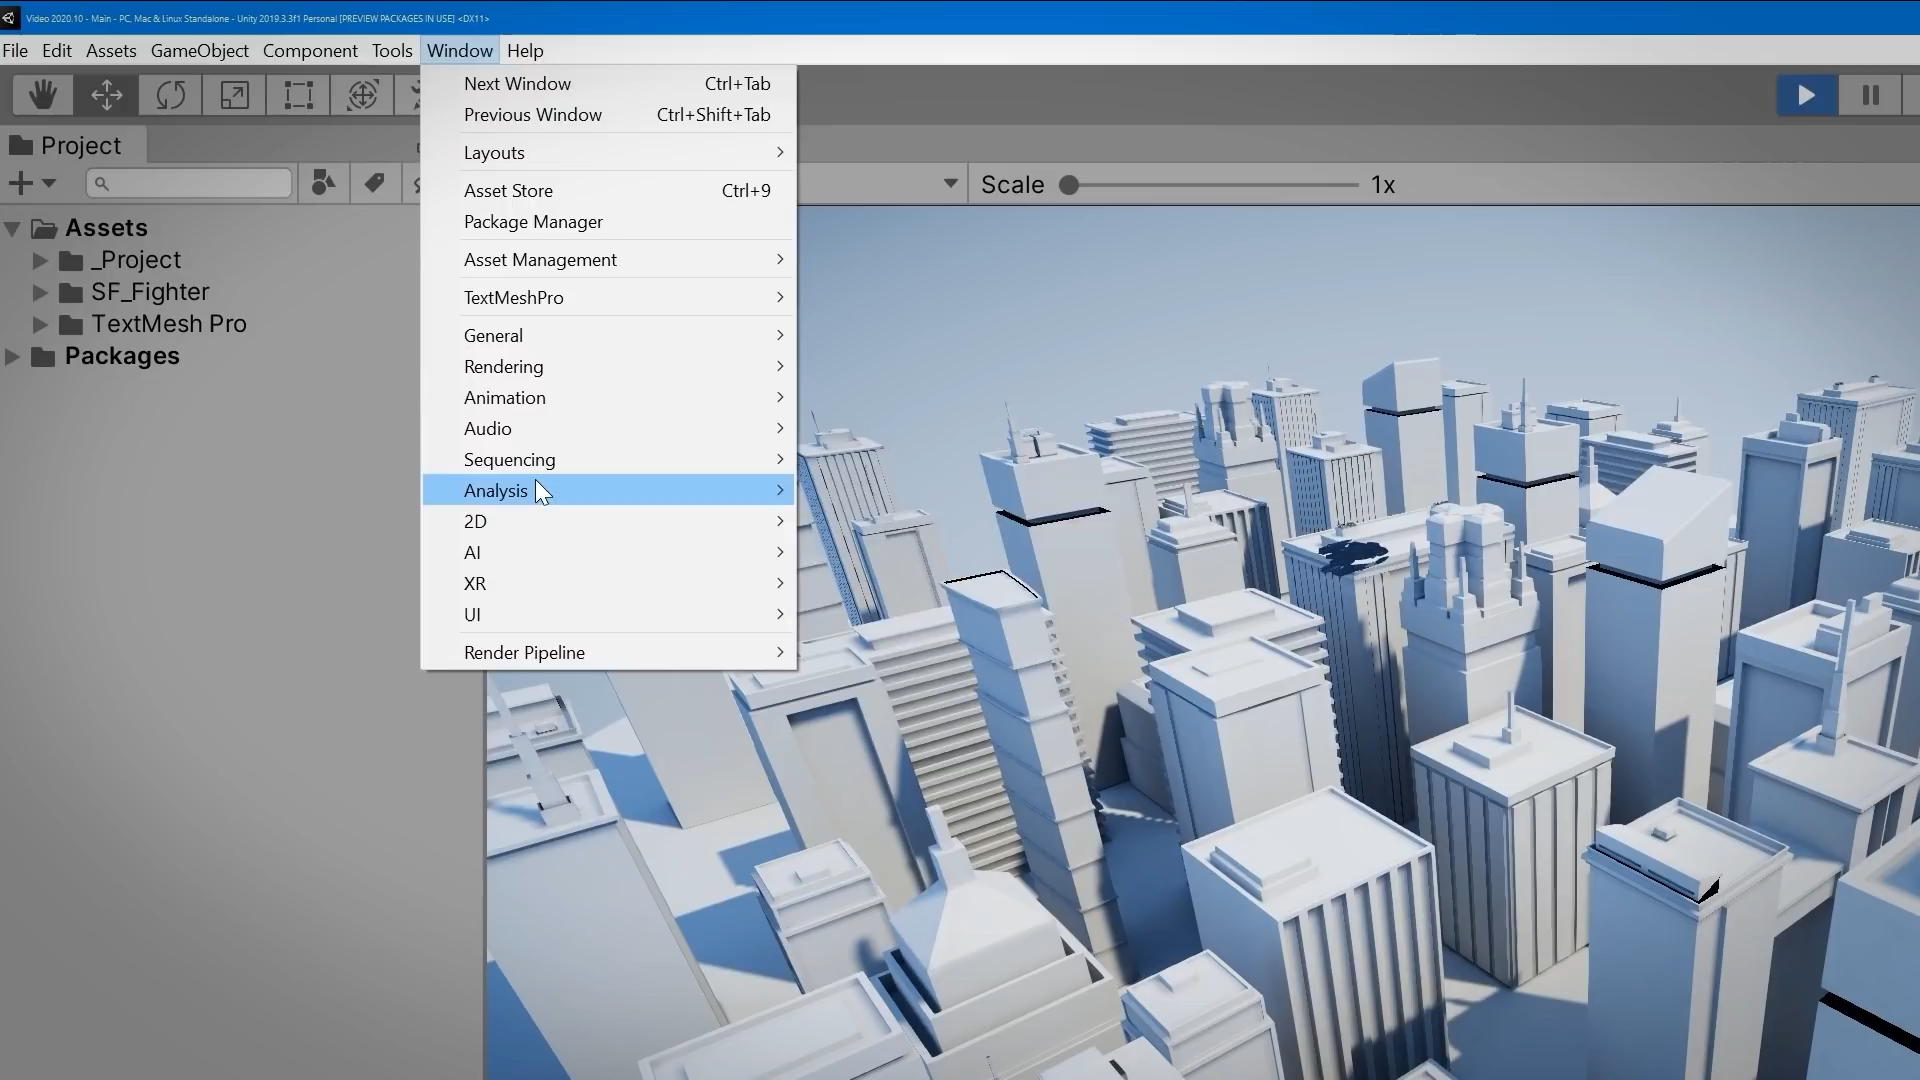 Video 2020.10 - Main - PC, Mac & Linux Standalone - Unity 2019.3.3f1 Personal [PREVIEW PACKAGES IN USE] <DX11>
File Edit Assets GameObject Component Tools Window Help
Next Window Ctrl+Tab
Previous Window Ctrl+Shift+Tab
Layouts
Asset Store Ctrl+9
Package Manager
Asset Management
TextMeshPro
General
Rendering
Animation
Audio
Sequencing
Analysis
2D
AI
XR
UI
Render Pipeline
Project
Scale 1x
Assets
_Project
SF_Fighter
TextMesh Pro
Packages